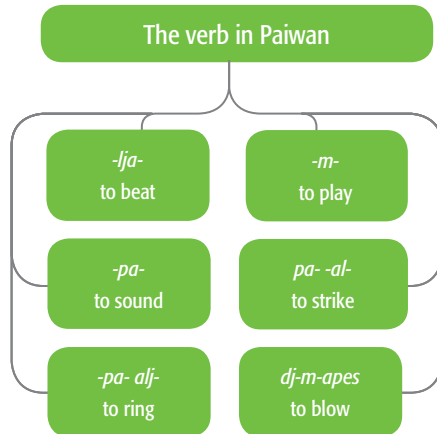 The verb in Paiwan
-lja-
to beat
-m-
to play
-pa-
to sound
pa- -al-
to strike
-pa- alj-
to ring
dj-m-apes
to blow